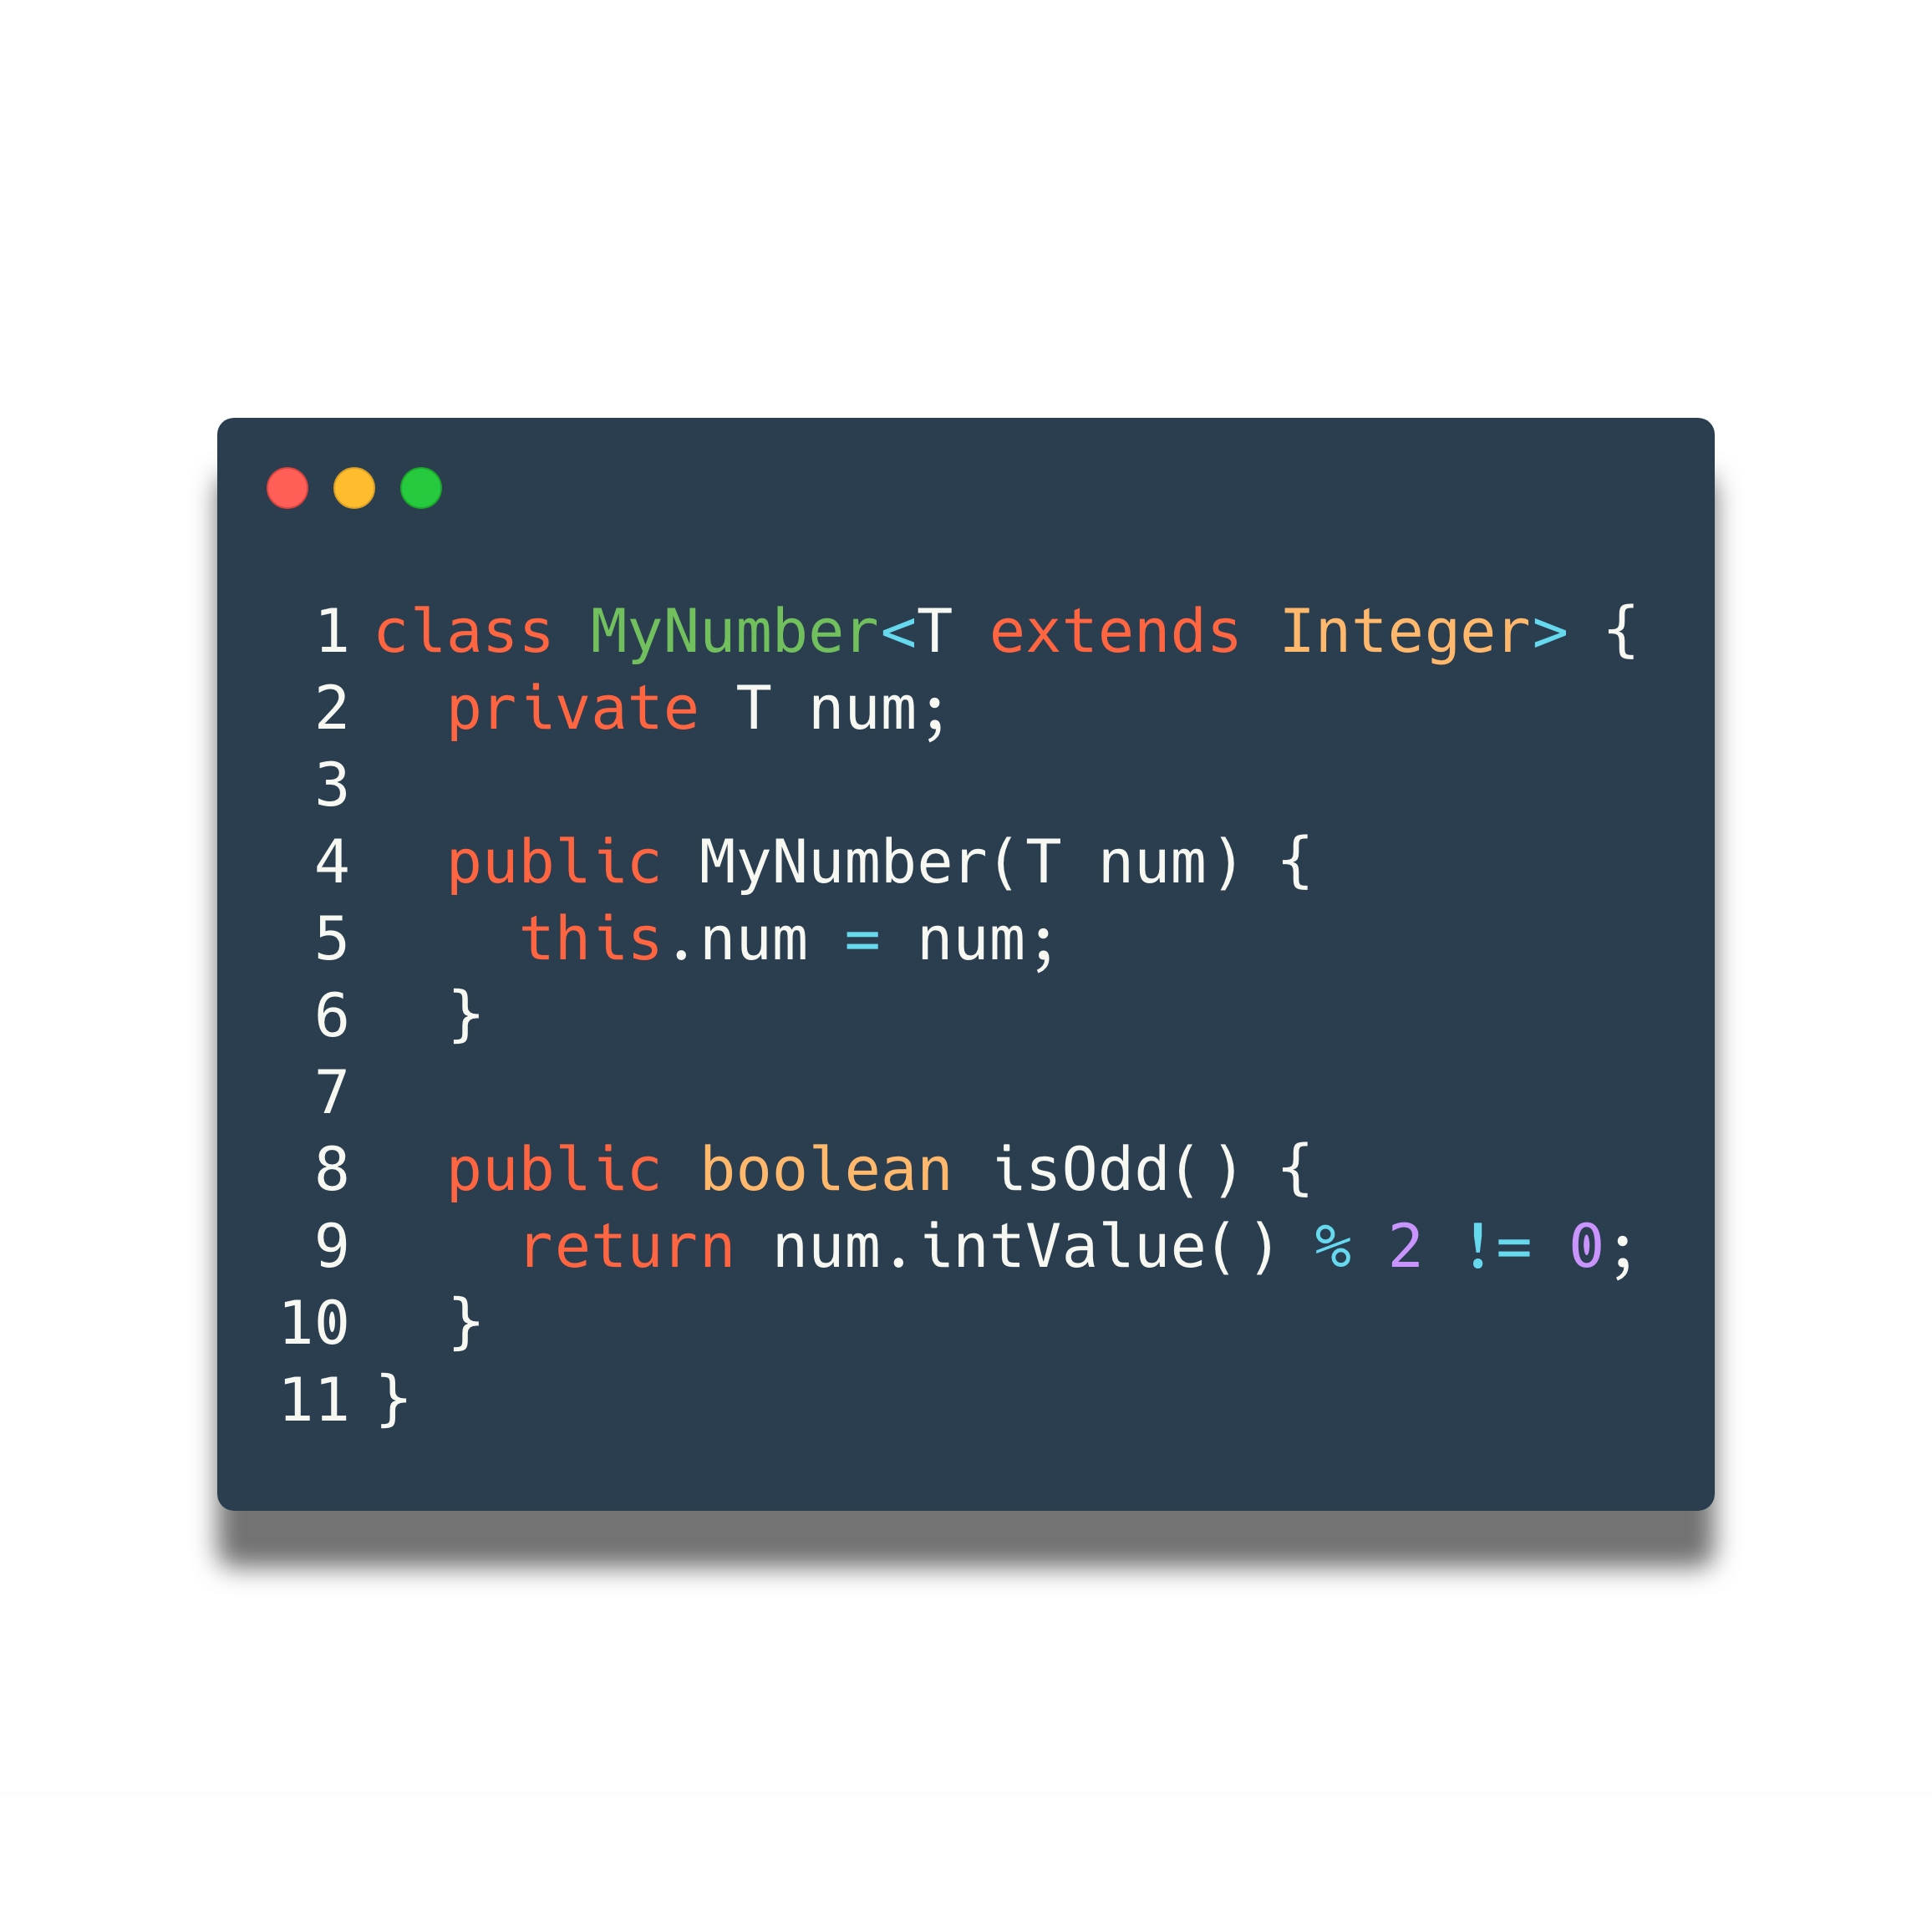 1 class MyNumber<T extends Integer> {
2   private T num;
3
4   public MyNumber(T num) {
5     this.num = num;
6   }
7
8   public boolean isOdd() {
9     return num.intValue() % 2 != 0;
10   }
11 }